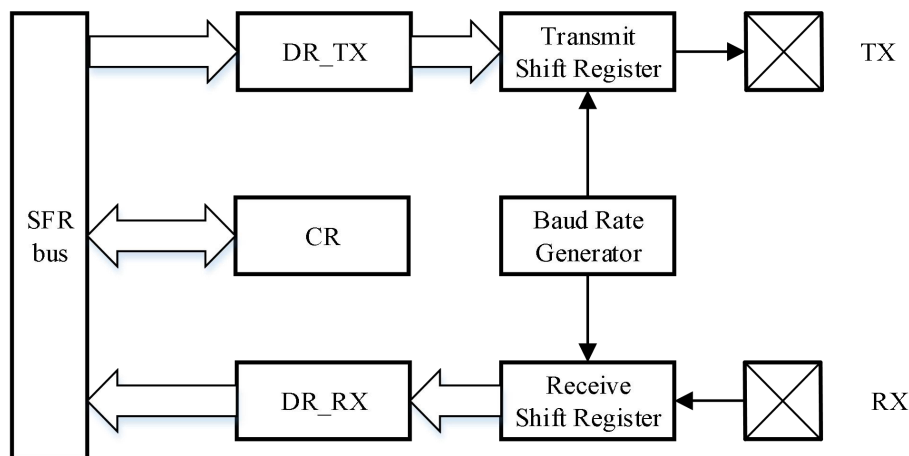 DR_TX
Transmit
Shift Register
TX
SFR
bus
CR
Baud Rate
Generator
DR_RX
Receive
Shift Register
RX